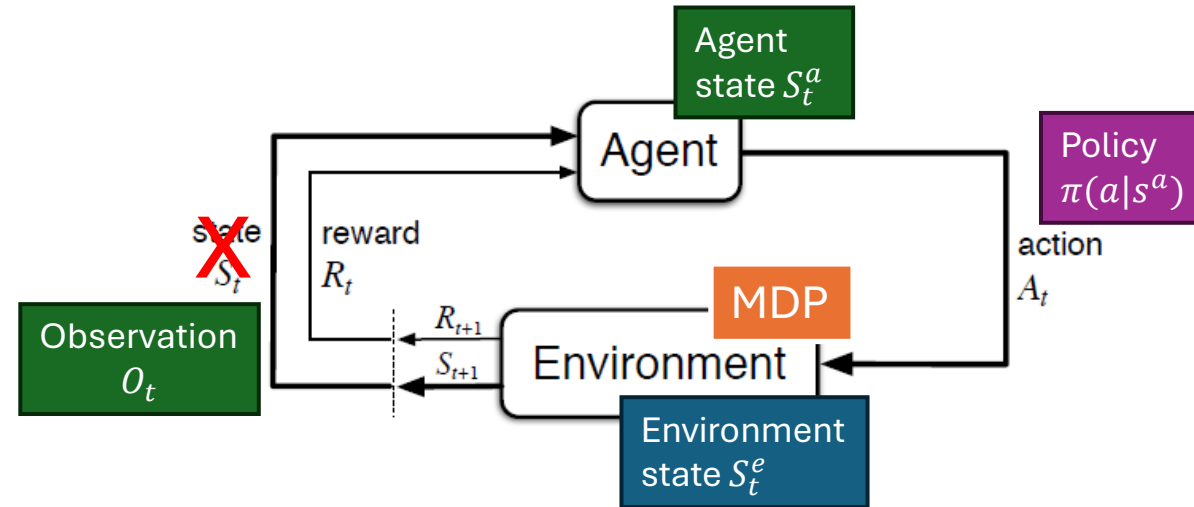 Agent
state $S_t^a$
Agent
Policy
$\pi(a|s^a)$
state
$S_t$
reward
$R_t$
action
$A_t$
MDP
Observation
$O_t$
$R_{t+1}$
$S_{t+1}$
Environment
Environment
state $S_t^e$